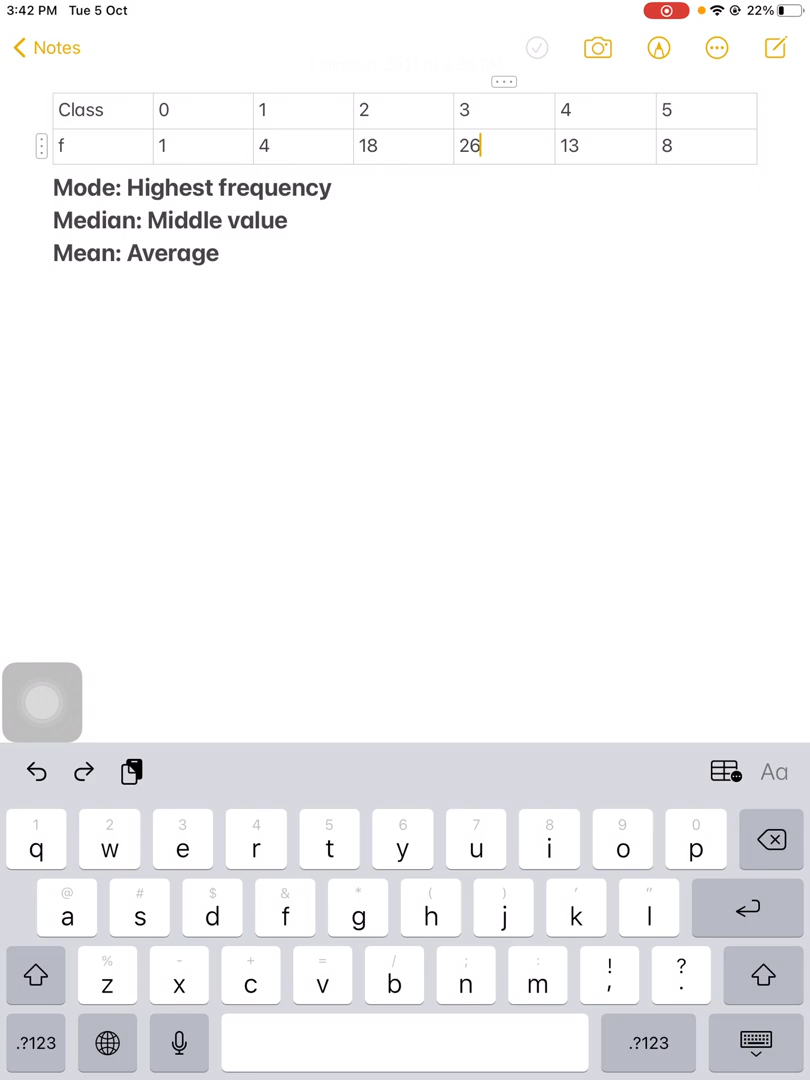 3:42 PM Tue 5 Oct 22%
Notes
Class 0 1 2 3 4 5
f 1 4 18 26 13 8
Mode: Highest frequency
Median: Middle value
Mean: Average
Aa
1 2 3 4 5 6 7 8 9 0
q w e r t y u i o p
@ # $ & * ( ) ' "
a s d f g h j k l
% - + = / ; : ! ?
z x c v b n m , .
.?123 .?123